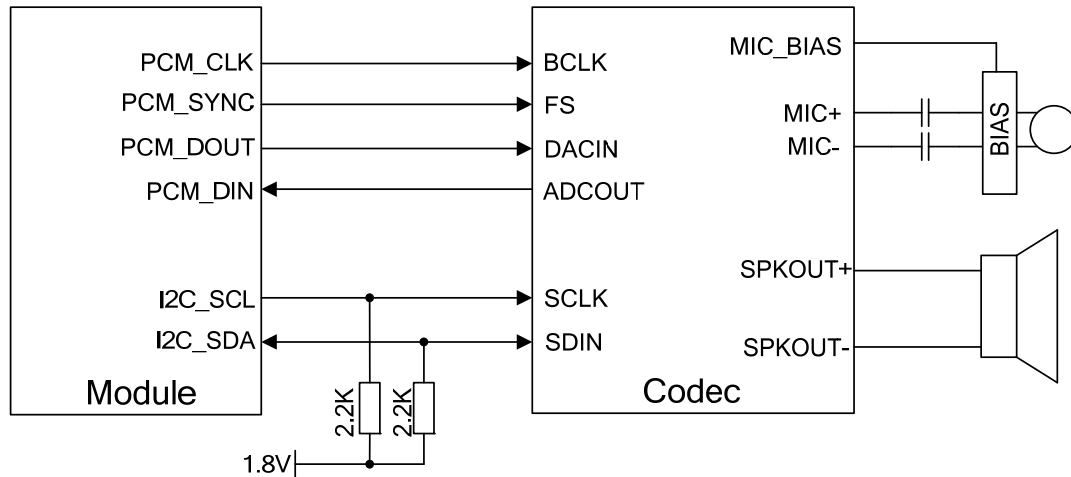 PCM_CLK
PCM_SYNC
PCM_DOUT
PCM_DIN
I2C_SCL
I2C_SDA
Module
2.2K
2.2K
1.8V
BCLK
FS
DACIN
ADCOUT
SCLK
SDIN
Codec
MIC_BIAS
MIC+
MIC-
SPKOUT+
SPKOUT-
BIAS